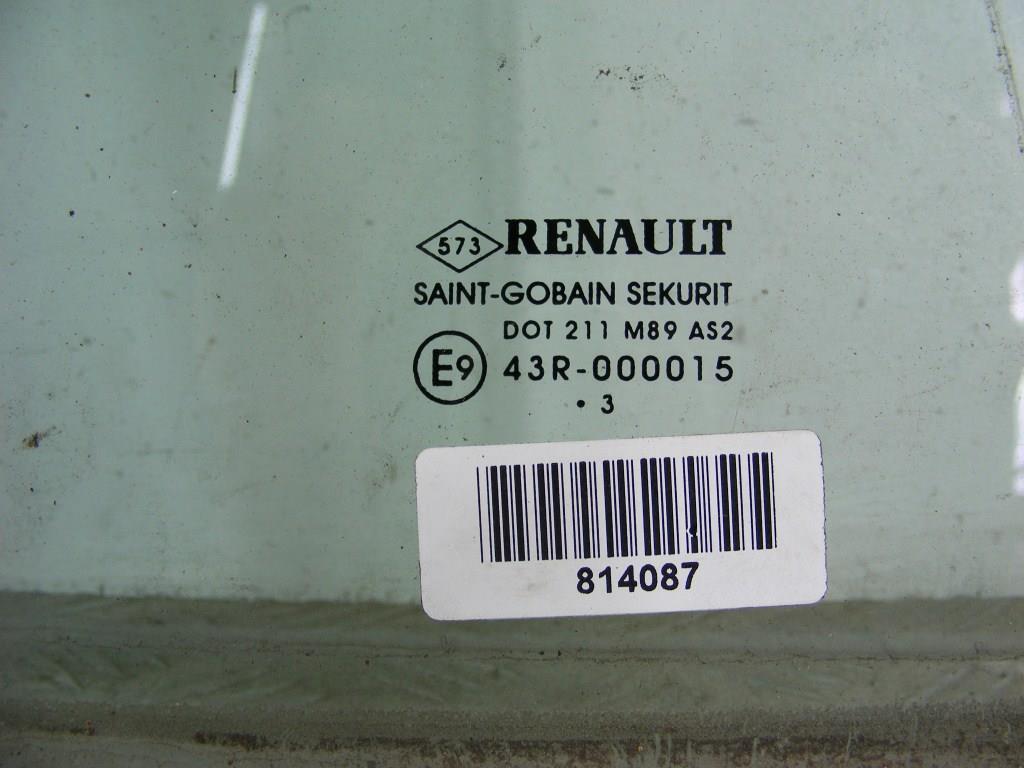 573 RENAULT
SAINT-GOBAIN SEKURIT
DOT 211 M89 AS2
E9 43R-000015
• 3
814087